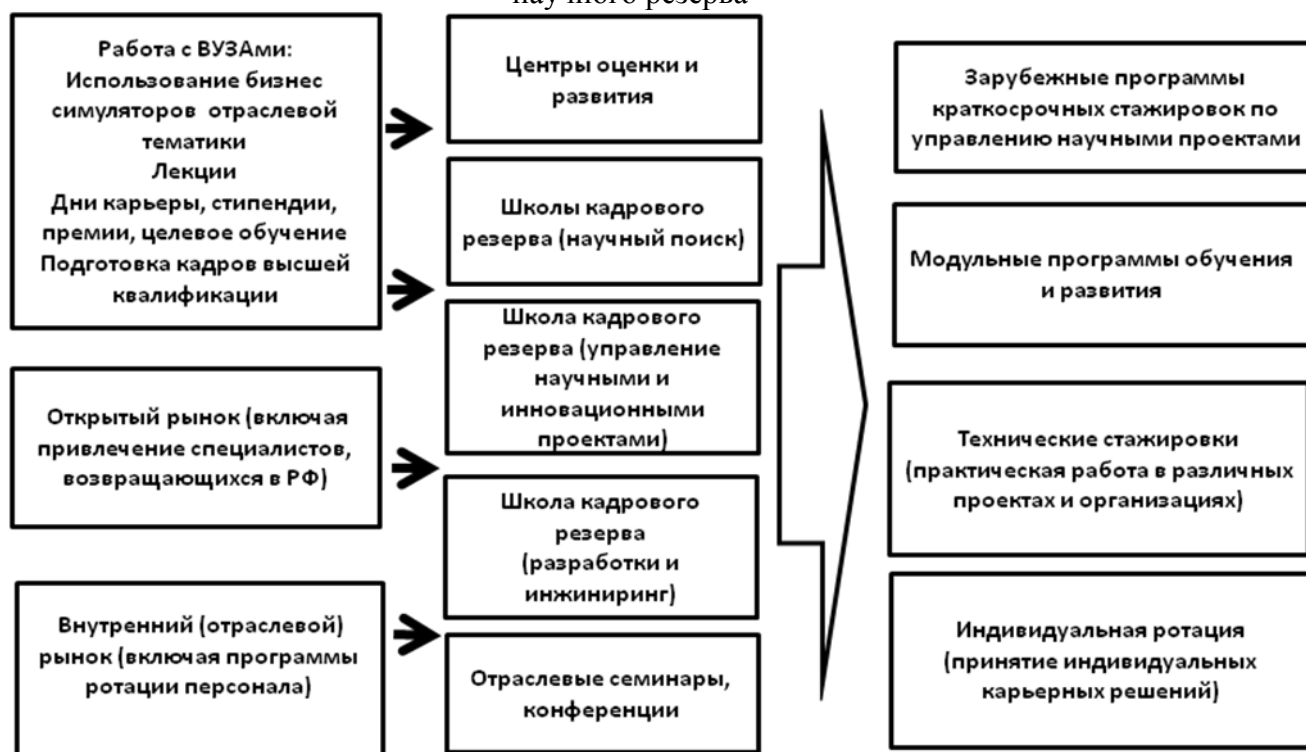 научного резерва
Работа с ВУЗАми:
Использование бизнес
симуляторов отраслевой
тематики
Лекции
Дни карьеры, стипендии,
премии, целевое обучение
Подготовка кадров высшей
квалификации
Открытый рынок (включая
привлечение специалистов,
возвращающихся в РФ)
Внутренний (отраслевой)
рынок (включая программы
ротации персонала)
Центры оценки и
развития
Школы кадрового
резерва (научный поиск)
Школа кадрового
резерва (управление
научными и
инновационными
проектами)
Школа кадрового
резерва
(разработки и
инжиниринг)
Отраслевые семинары,
конференции
Зарубежные программы
краткосрочных стажировок по
управлению научными проектами
Модульные программы обучения
и развития
Технические стажировки
(практическая работа в различных
проектах и организациях)
Индивидуальная ротация
(принятие индивидуальных
карьерных решений)